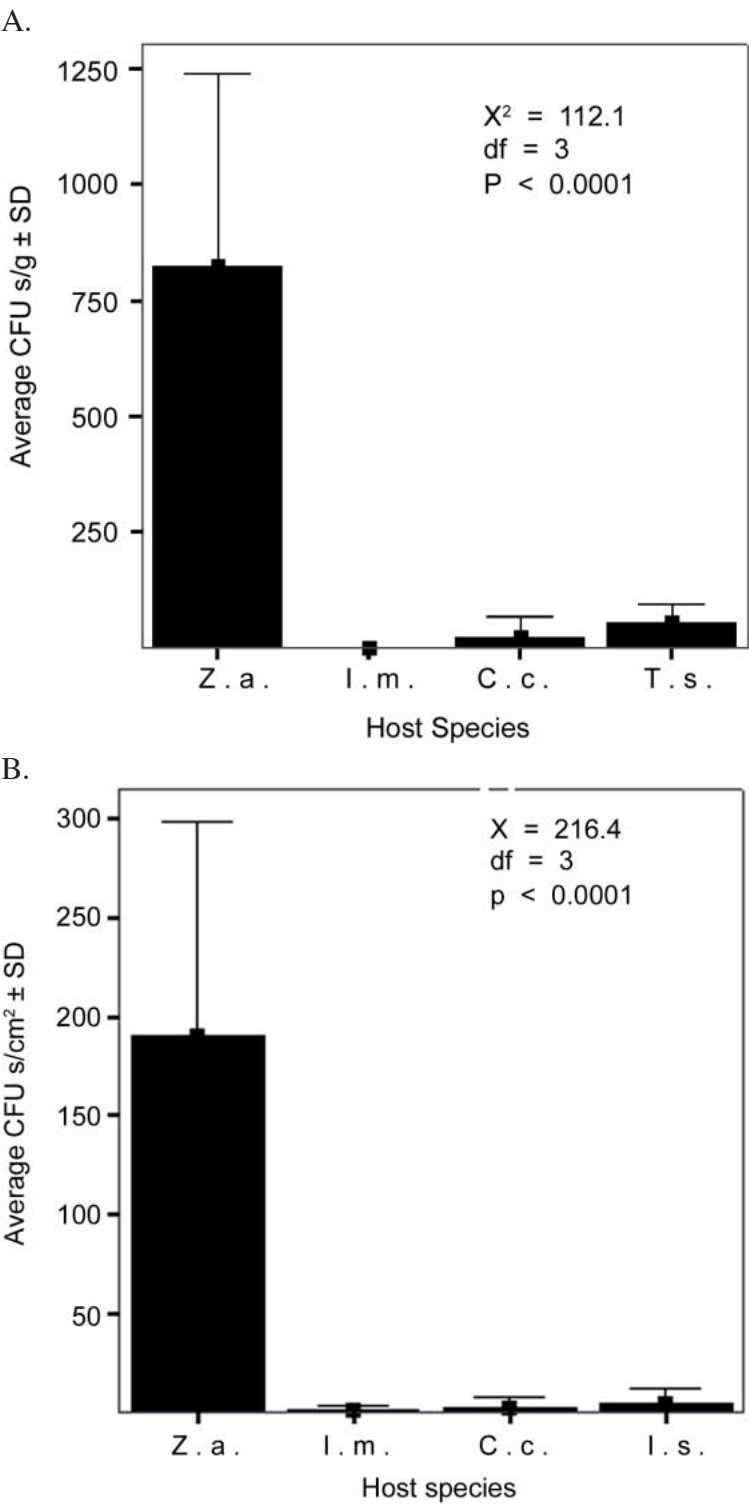 A.
Average CFU s/g ± SD
1250
1000
750
500
250
X² = 112.1
df = 3
P < 0.0001
Z.a. I.m. C.c. T.s.
Host Species
B.
Average CFU s/cm² ± SD
300
250
200
150
100
50
X = 216.4
df = 3
p < 0.0001
Z.a. I.m. C.c. I.s.
Host species